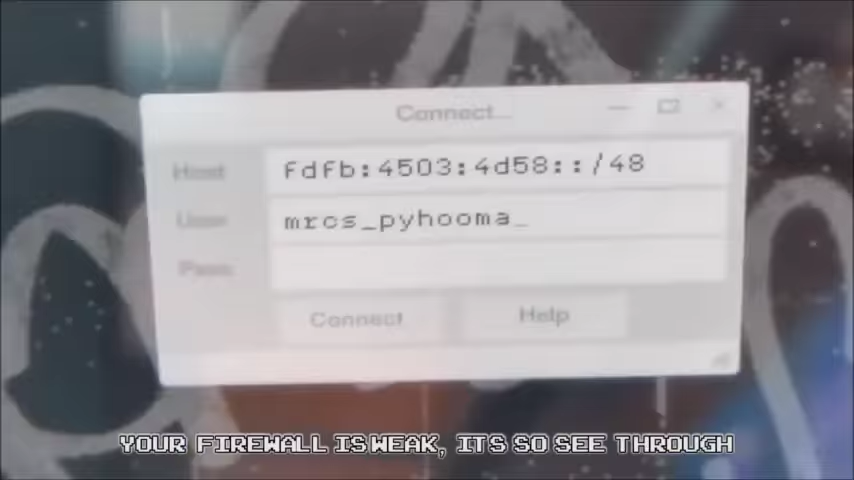 Connect...
Host
fdfb:4503:4d58::/48
User
mrcs_pyhooma_
Pass
Connect
Help
YOUR FIREWALL IS WEAK, ITS SO SEE THROUGH